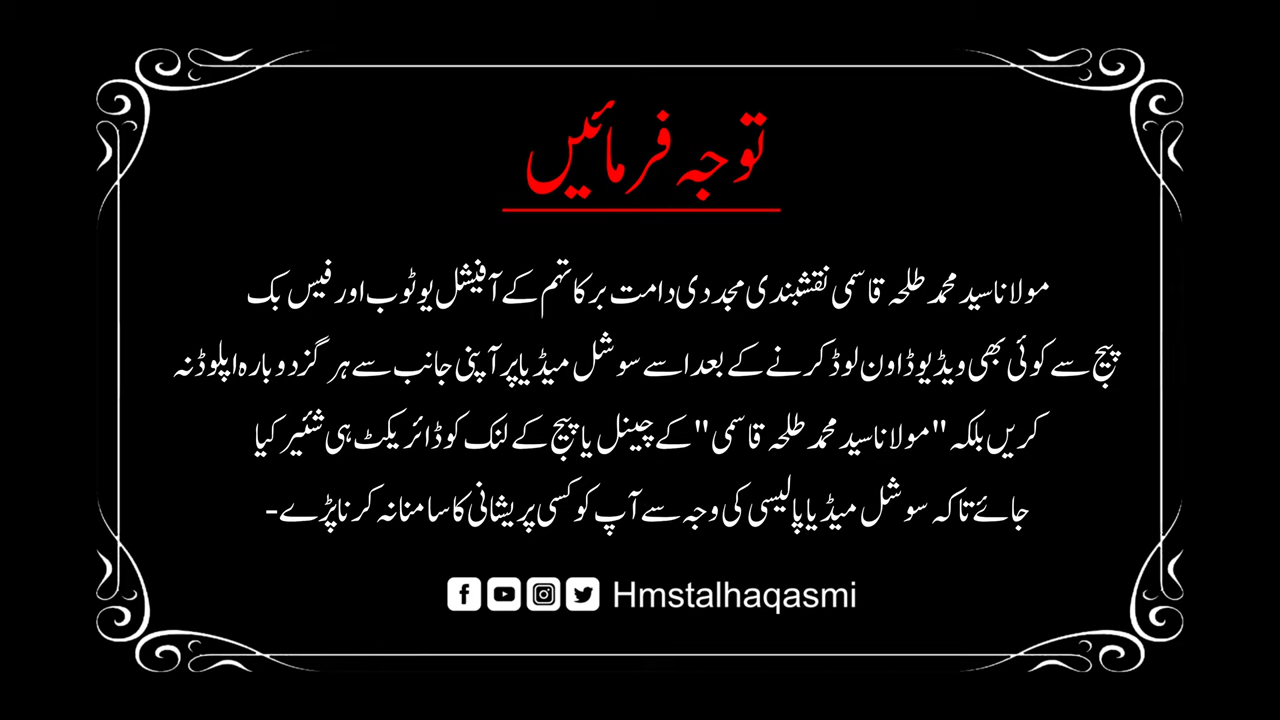 توجہ فرمائیں
مولانا سید محمد طلحہ قاسمی نقشبندی مجددی دامت برکاتہم کے آفیشل یوٹوب اور فیس بک
پیج سے کوئی بھی ویڈیو ڈاون لوڈ کرنے کے بعد اسے سوشل میڈیا پر آپنی جانب سے ہر گز دوبارہ اپلوڈ نہ
کریں بلکہ "مولانا سید محمد طلحہ قاسمی" کے چینل یا پیج کے لنک کو ڈائریکٹ ہی شئیر کیا
جائے تاکہ سوشل میڈیا پالیسی کی وجہ سے آپ کو کسی پریشانی کا سامنا نہ کرنا پڑے-
Hmstalhaqasmi